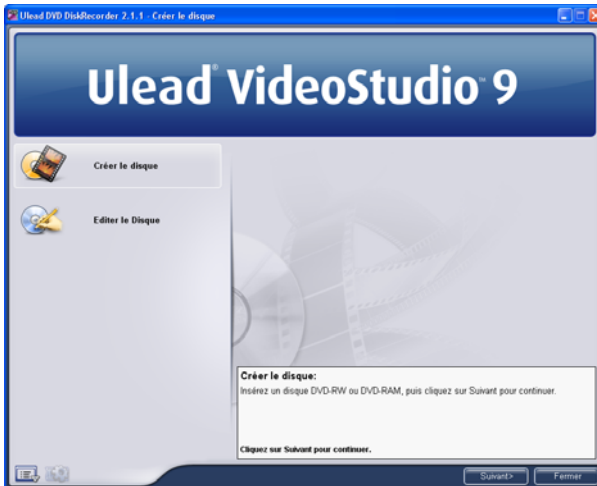 Ulead DVD DiskRecorder 2.1.1 - Créer le disque
Ulead® VideoStudio™ 9
Créer le disque
Editer le Disque
Créer le disque:
Insérez un disque DVD-RW ou DVD-RAM, puis cliquez sur Suivant pour continuer.
Cliquez sur Suivant pour continuer.
Suivant>
Fermer